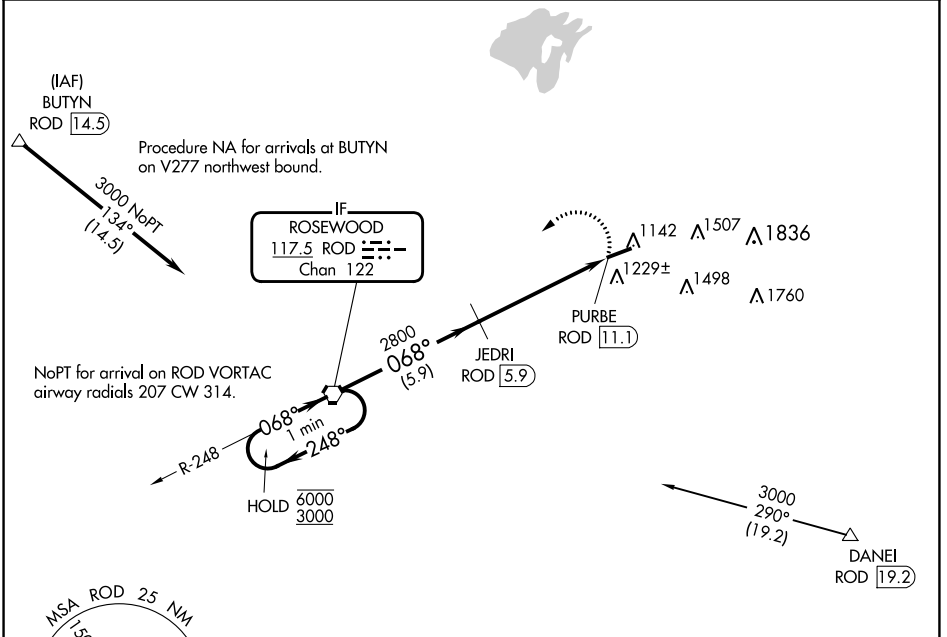 (IAF)
BUTYN
ROD 14.5
Procedure NA for arrivals at BUTYN
on V277 northwest bound.
3000 NoPT
134°
(14.5)
IF
ROSEWOOD
117.5 ROD
Chan 122
1142
1507
1836
1229±
1498
1760
PURBE
ROD 11.1
2800
068°
(5.9)
JEDRI
ROD 5.9
NoPT for arrival on ROD VORTAC
airway radials 207 CW 314.
068°
1 min
248°
R-248
HOLD 6000
3000
3000
290°
(19.2)
DANEI
ROD 19.2
MSA ROD 25 NM